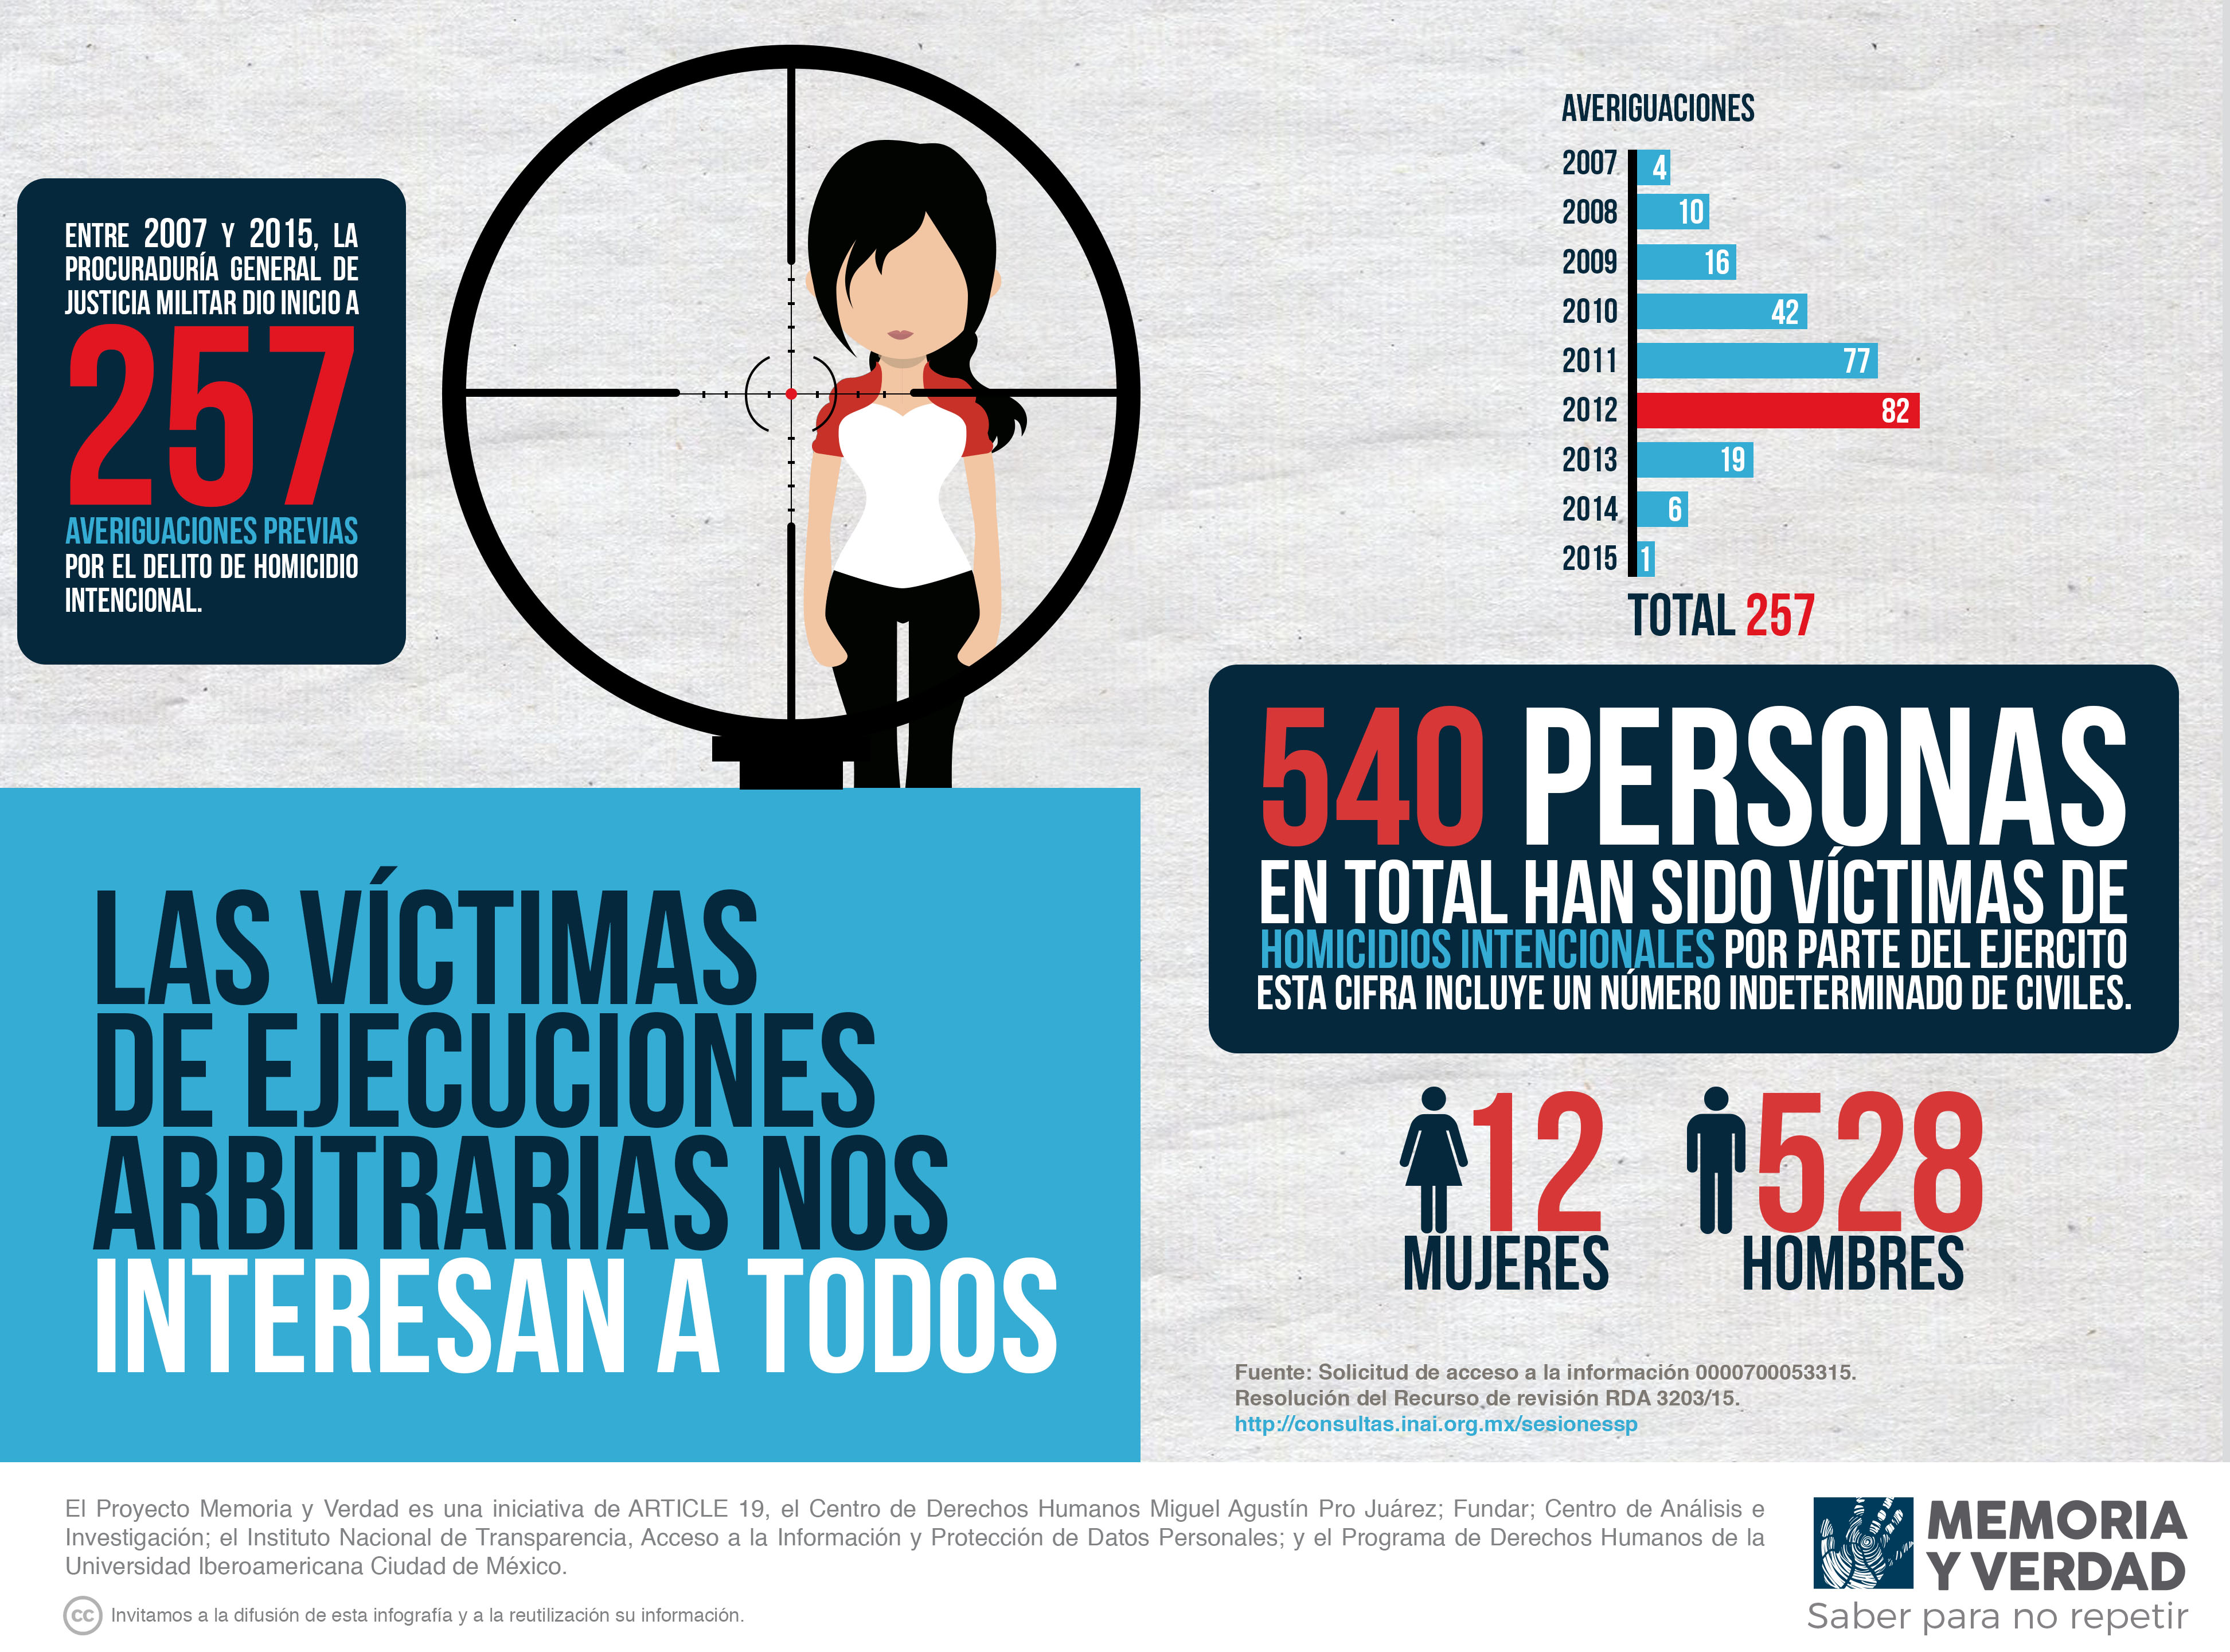 ENTRE 2007 Y 2015, LA
PROCURADURÍA GENERAL DE
JUSTICIA MILITAR DIO INICIO A
257
AVERIGUACIONES PREVIAS
POR EL DELITO DE HOMICIDIO
INTENCIONAL.
AVERIGUACIONES
2007 4
2008 10
2009 16
2010 42
2011 77
2012 82
2013 19
2014 6
2015 1
TOTAL 257
540 PERSONAS
EN TOTAL HAN SIDO VÍCTIMAS DE
HOMICIDIOS INTENCIONALES POR PARTE DEL EJERCITO
ESTA CIFRA INCLUYE UN NÚMERO INDETERMINADO DE CIVILES.
12
MUJERES
528
HOMBRES
LAS VÍCTIMAS
DE EJECUCIONES
ARBITRARIAS NOS
INTERESAN A TODOS
Fuente: Solicitud de acceso a la información 0000700053315.
Resolución del Recurso de revisión RDA 3203/15.
http://consultas.inai.org.mx/sesionessp
El Proyecto Memoria y Verdad es una iniciativa de ARTICLE 19, el Centro de Derechos Humanos Miguel Agustín Pro Juárez; Fundar; Centro de Análisis e
Investigación; el Instituto Nacional de Transparencia, Acceso a la Información y Protección de Datos Personales; y el Programa de Derechos Humanos de la
Universidad Iberoamericana Ciudad de México.
cc Invitamos a la difusión de esta infografía y a la reutilización su información.
MEMORIA
Y VERDAD
Saber para no repetir